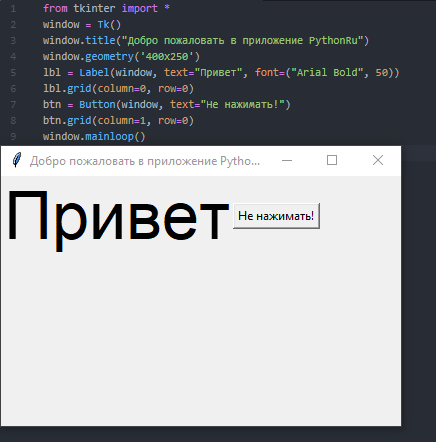 1 from tkinter import *
2 window = Tk()
3 window.title("Добро пожаловать в приложение PythonRu")
4 window.geometry('400x250')
5 lbl = Label(window, text="Привет", font=("Arial Bold", 50))
6 lbl.grid(column=0, row=0)
7 btn = Button(window, text="Не нажимать!")
8 btn.grid(column=1, row=0)
9 window.mainloop()
Добро пожаловать в приложение Pytho...
Привет Не нажимать!